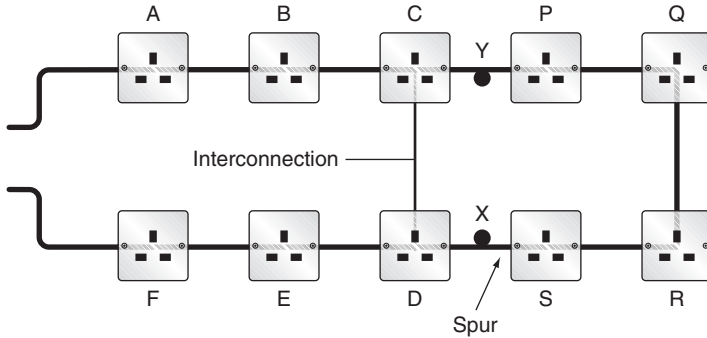 A B C P Q
Y
Interconnection
X
F E D S R
Spur